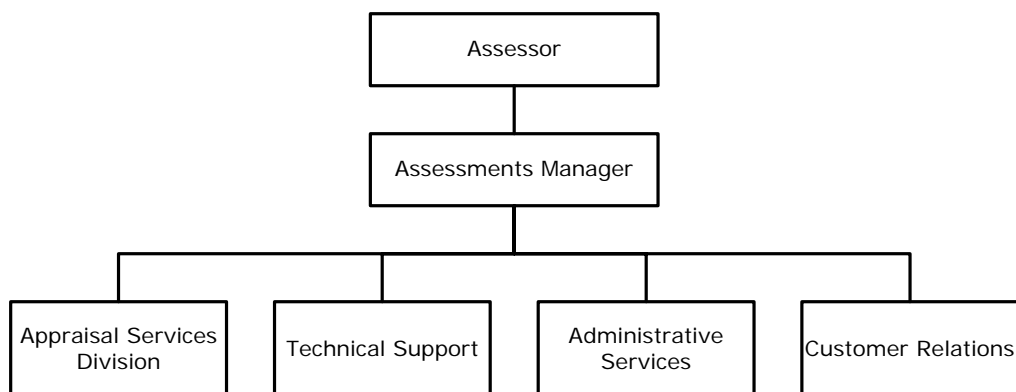 Assessor
Assessments Manager
Appraisal Services
Division
Technical Support
Administrative
Services
Customer Relations